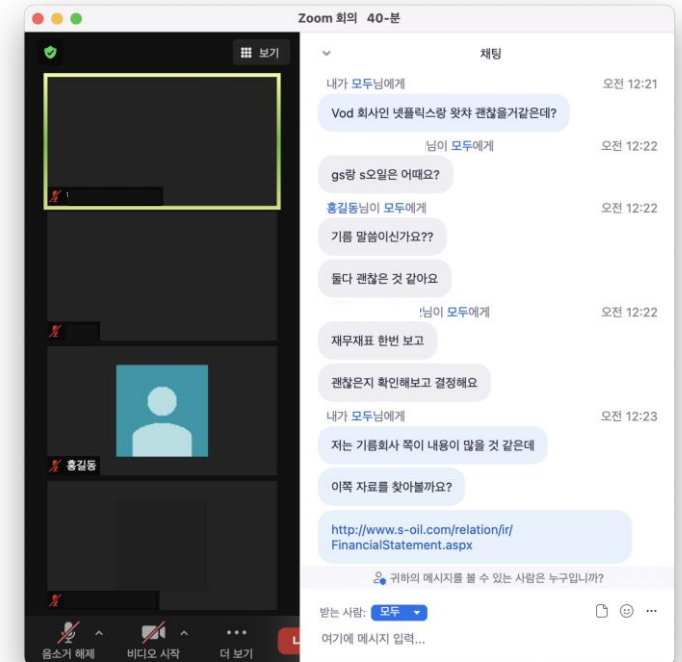 Zoom 회의 40-분
보기
채팅
내가 모두님에게 오전 12:21
Vod 회사인 넷플릭스랑 왓챠 괜찮을거같은데?
님이 모두에게 오전 12:22
gs랑 s오일은 어때요?
홍길동님이 모두에게 오전 12:22
기름 말씀이신가요??
둘다 괜찮은 것 같아요
님이 모두에게 오전 12:22
재무재표 한번 보고
괜찮은지 확인해보고 결정해요
내가 모두님에게 오전 12:23
저는 기름회사 쪽이 내용이 많을 것 같은데
이쪽 자료를 찾아볼까요?
http://www.s-oil.com/relation/ir/
FinancialStatement.aspx
귀하의 메시지를 볼 수 있는 사람은 누구입니까?
받는 사람: 모두
여기에 메시지 입력...
홍길동
음소거 해제 비디오 시작 더 보기